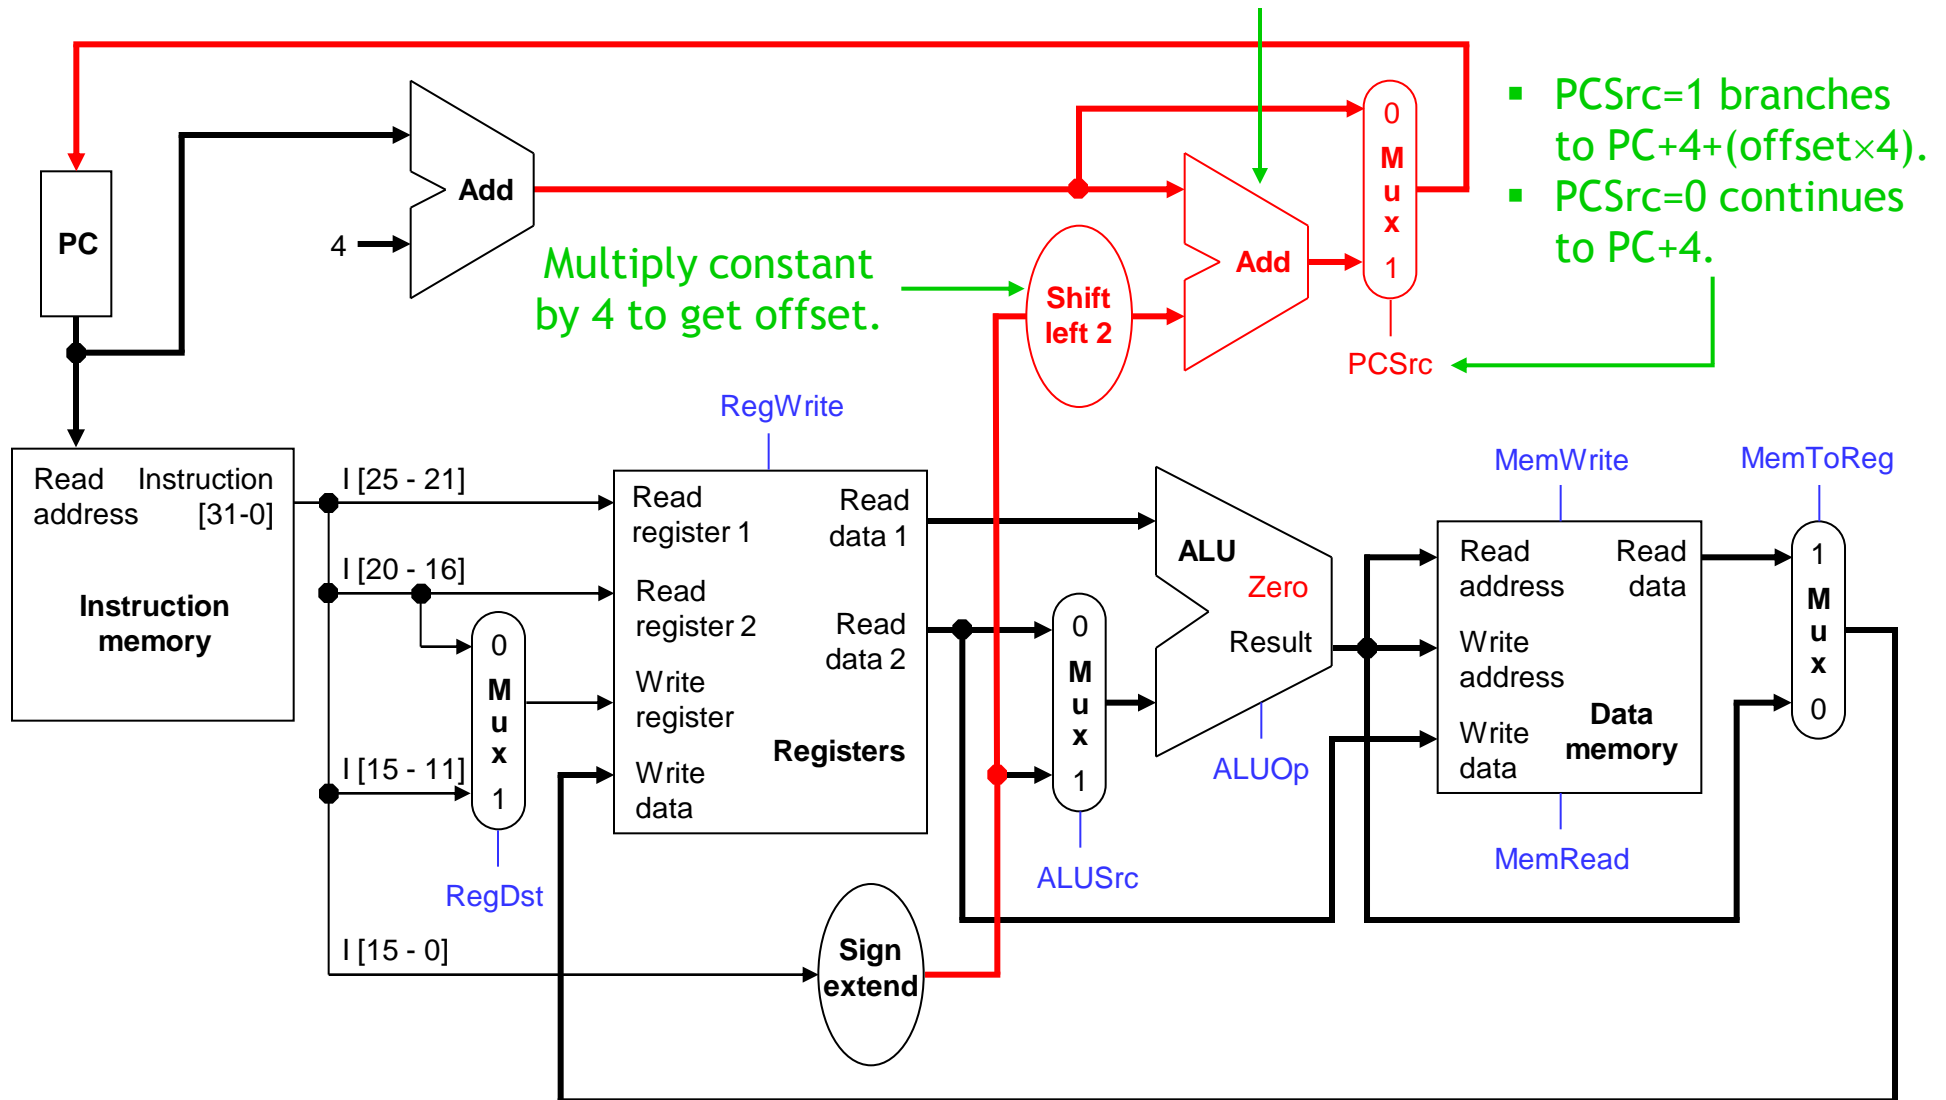 ▪ PCSrc=1 branches
to PC+4+(offset×4).
▪ PCSrc=0 continues
to PC+4.
PC
Add
4
Multiply constant
by 4 to get offset.
Shift
left 2
Add
0
M
u
x
1
PCSrc
RegWrite
MemWrite
MemToReg
Read
address
Instruction
[31-0]
Instruction
memory
I [25 - 21]
I [20 - 16]
I [15 - 11]
I [15 - 0]
0
M
u
x
1
RegDst
Read
register 1
Read
data 1
Read
register 2
Read
data 2
Write
register
Write
data
Registers
Sign
extend
0
M
u
x
1
ALUSrc
ALU
Zero
Result
ALUOp
Read
address
Read
data
Write
address
Write
data
Data
memory
MemRead
1
M
u
x
0